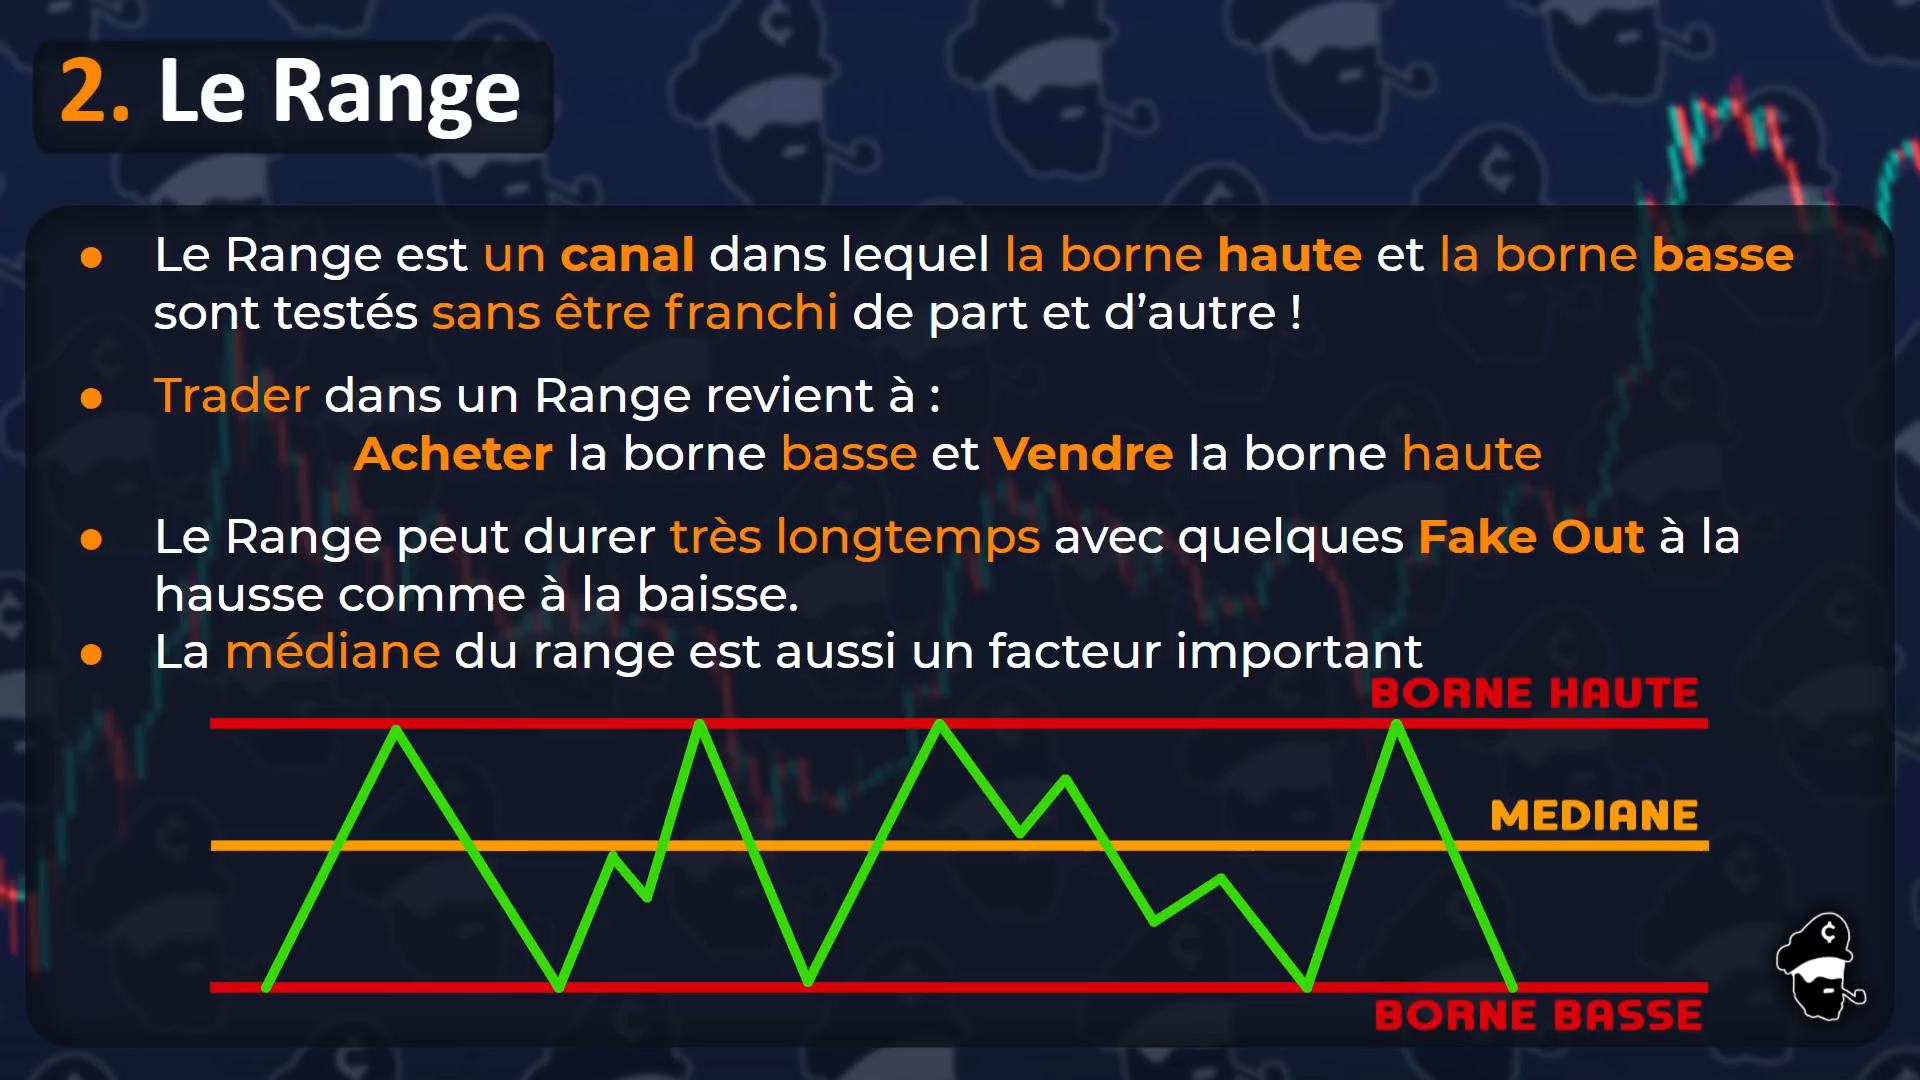 2. Le Range
● Le Range est un canal dans lequel la borne haute et la borne basse
sont testés sans être franchi de part et d’autre !
● Trader dans un Range revient à :
Acheter la borne basse et Vendre la borne haute
● Le Range peut durer très longtemps avec quelques Fake Out à la
hausse comme à la baisse.
● La médiane du range est aussi un facteur important
BORNE HAUTE
MEDIANE
BORNE BASSE